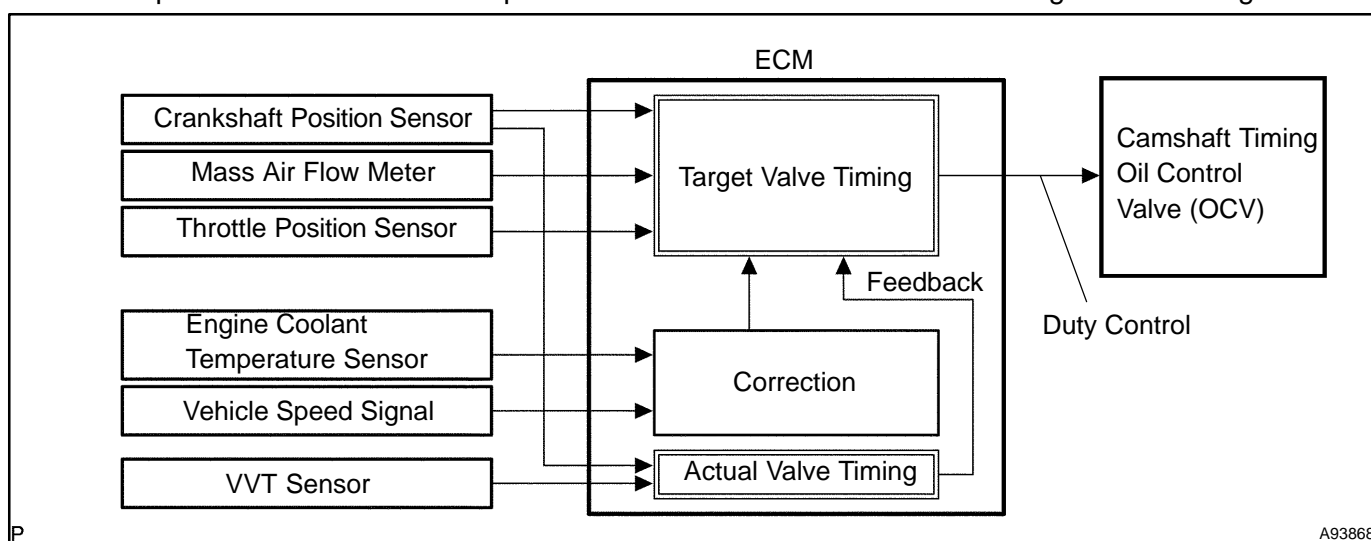 ECM
Crankshaft Position Sensor
Mass Air Flow Meter
Throttle Position Sensor
Engine Coolant
Temperature Sensor
Vehicle Speed Signal
VVT Sensor
Target Valve Timing
Feedback
Correction
Actual Valve Timing
Duty Control
Camshaft Timing
Oil Control
Valve (OCV)
P
A93868